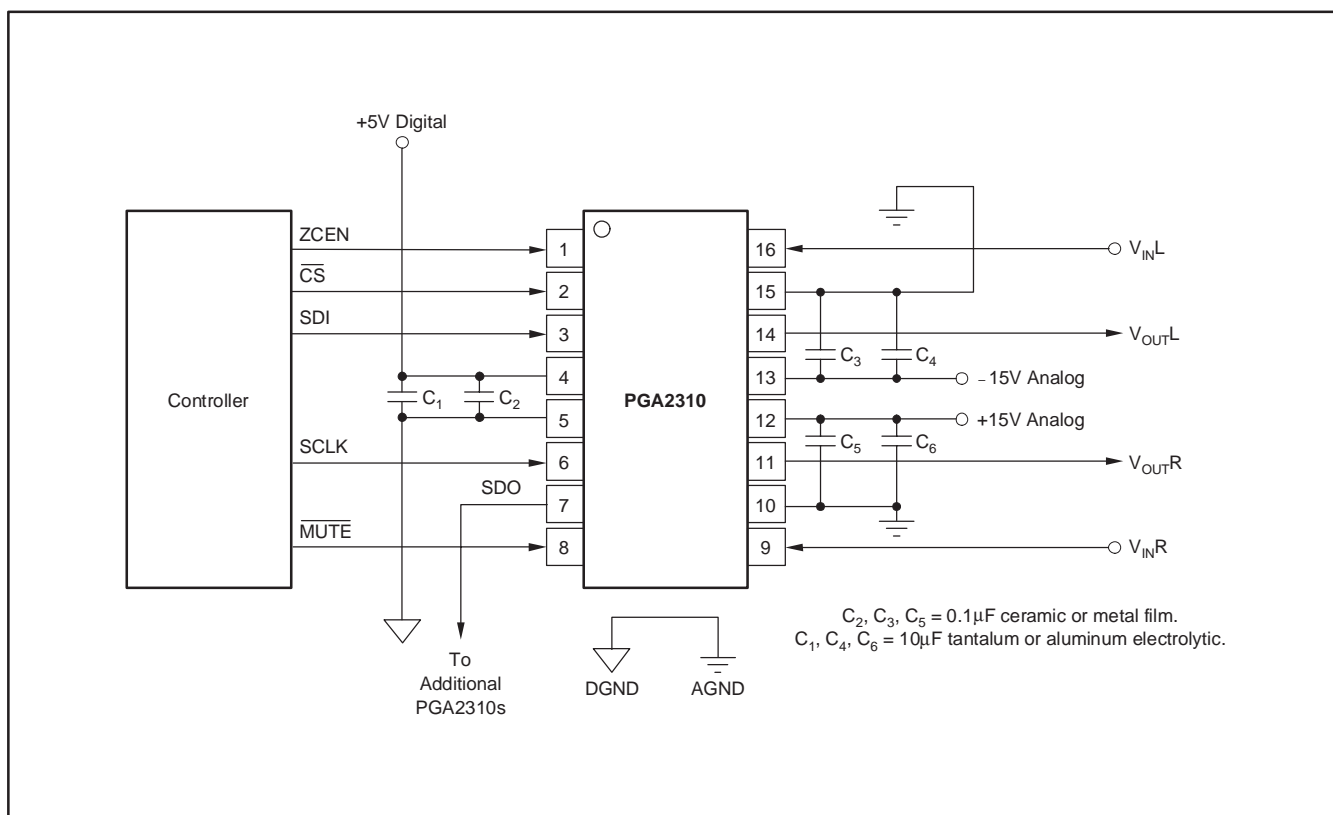 +5V Digital
ZCEN
CS
SDI
SCLK
SDO
MUTE
Controller
C1
C2
1
2
3
4
5
6
7
8
PGA2310
16
15
14
13
12
11
10
9
C3
C4
C5
C6
VINL
VOUTL
−15V Analog
+15V Analog
VOUTR
VINR
To
Additional
PGA2310s
DGND
AGND
C2, C3, C5 = 0.1μF ceramic or metal film.
C1, C4, C6 = 10μF tantalum or aluminum electrolytic.